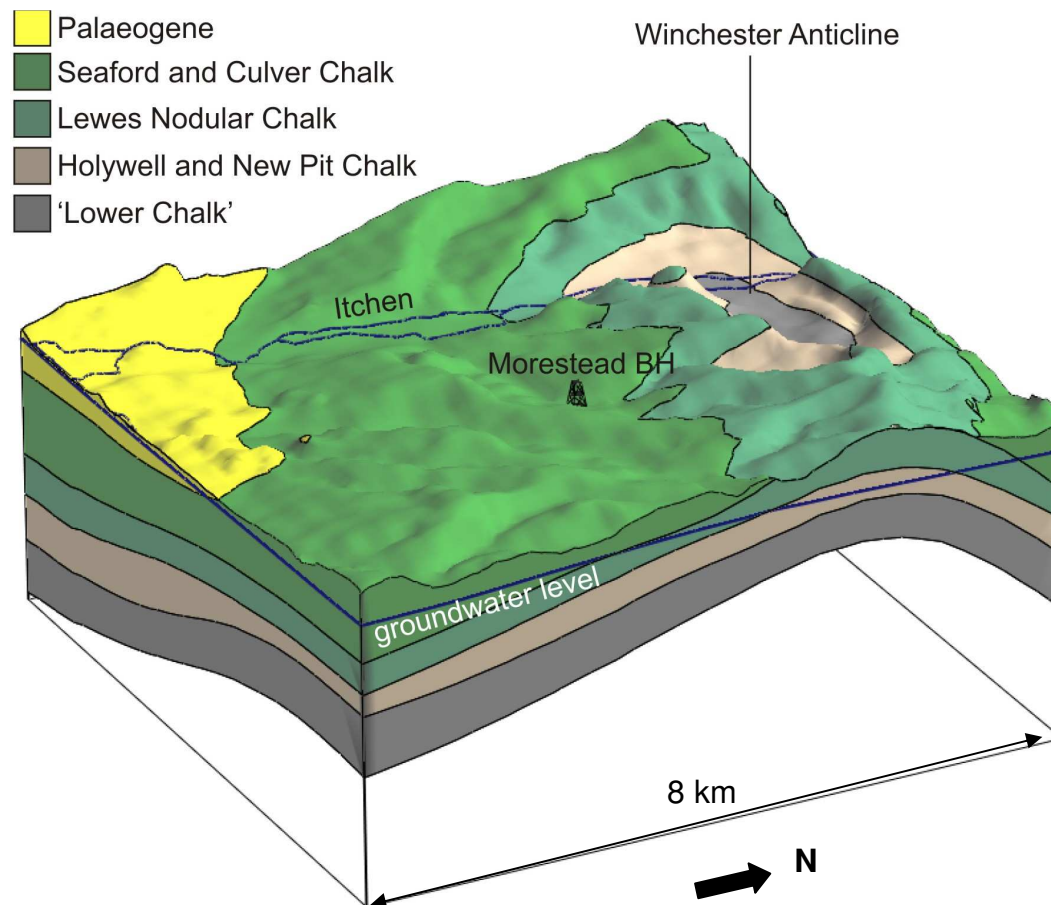 Palaeogene
Seaford and Culver Chalk
Lewes Nodular Chalk
Holywell and New Pit Chalk
‘Lower Chalk’
Winchester Anticline
Itchen
Morestead BH
groundwater level
8 km
N